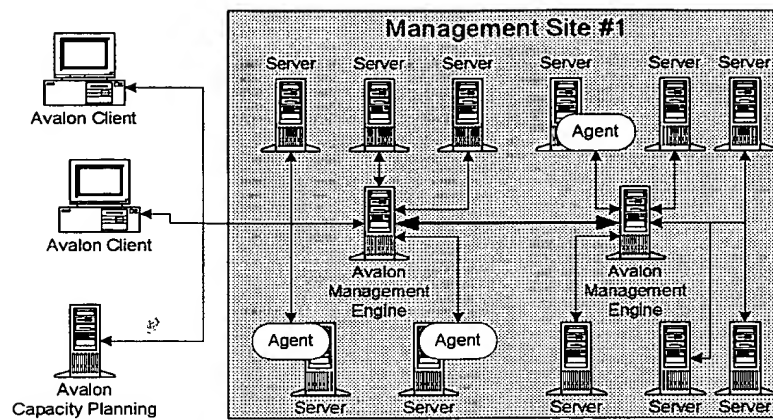 Management Site #1
Server Server Server Server Server Server
Agent
Avalon Client
Avalon Client
Avalon
Management
Engine
Avalon
Management
Engine
Agent
Agent
Avalon
Capacity Planning
Server Server Server Server Server